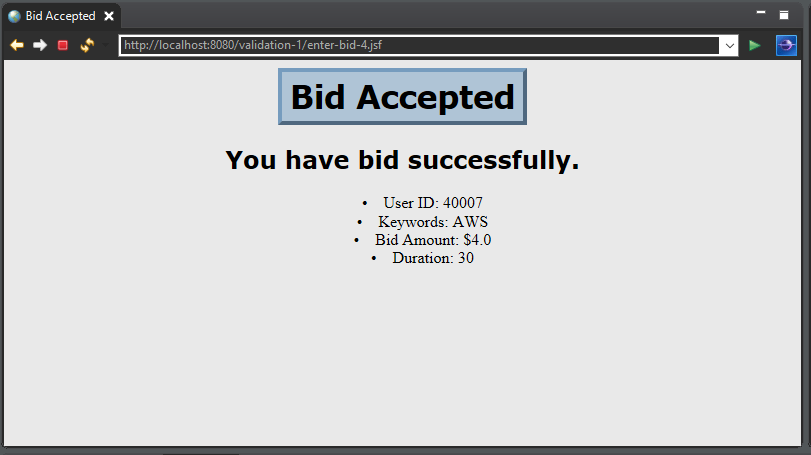 Bid Accepted
http://localhost:8080/validation-1/enter-bid-4.jsf
Bid Accepted
You have bid successfully.
• User ID: 40007
• Keywords: AWS
• Bid Amount: $4.0
• Duration: 30